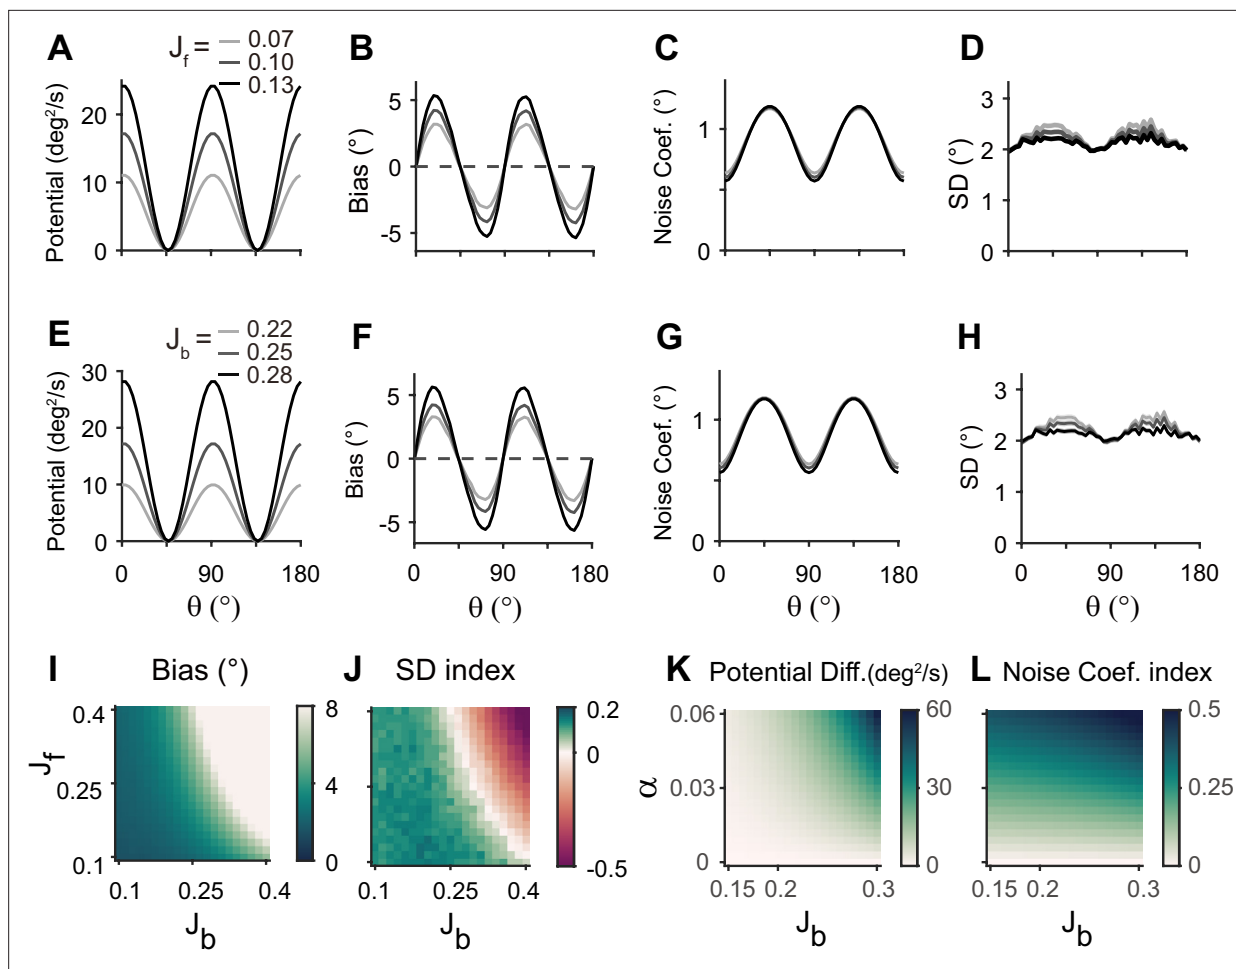 A
J_f = 0.07
0.10
0.13
Potential (deg²/s)
20
10
0
B
Bias (°)
5
0
-5
C
Noise Coef. (°)
1
0
D
SD (°)
3
2
1
0
E
J_b = 0.22
0.25
0.28
Potential (deg²/s)
30
20
10
0
0 90 180
θ (°)
F
Bias (°)
5
0
-5
0 90 180
θ (°)
G
Noise Coef. (°)
1
0
0 90 180
θ (°)
H
SD (°)
3
2
1
0
0 90 180
θ (°)
I Bias (°)
J_f
0.4
0.25
0.1
0.1 0.25 0.4
J_b
8
4
0
J SD index
0.1 0.25 0.4
J_b
0.2
0
-0.5
K Potential Diff.(deg²/s)
α
0.06
0.03
0
0.15 0.2 0.3
J_b
60
30
0
L Noise Coef. index
0.15 0.2 0.3
J_b
0.5
0.25
0